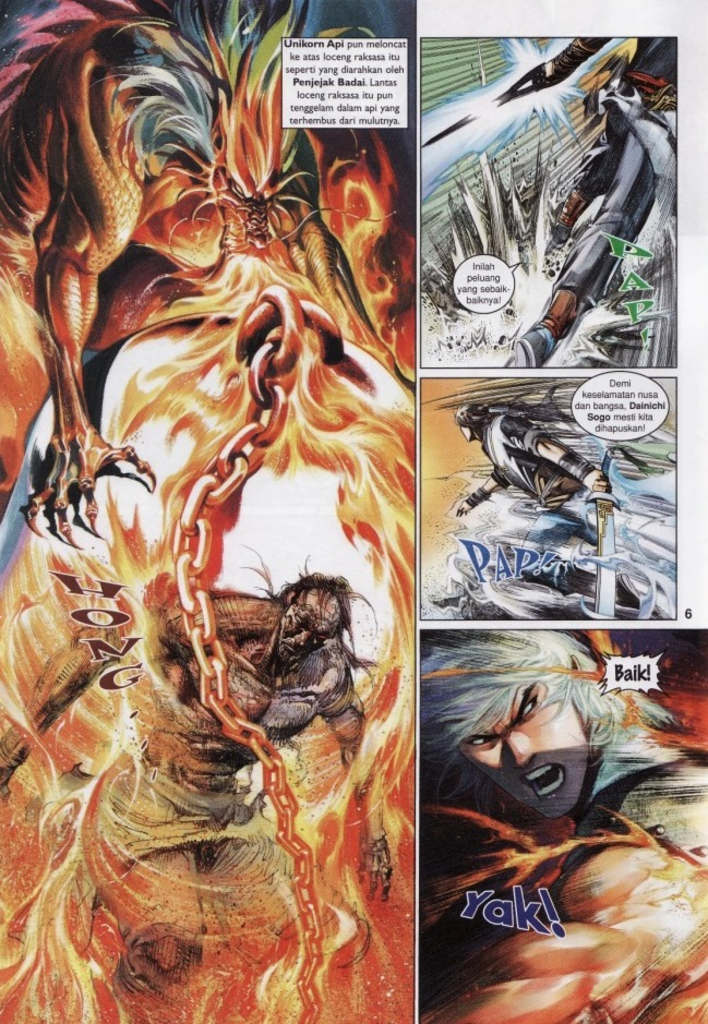 Unikorn Api pun meloncat
ke atas loceng raksasa itu
seperti yang diarahkan oleh
Penjejak Badai. Lantas
loceng raksasa itu pun
tenggelam dalam api yang
terhembus dari mulutnya.
HONG...
Inilah
peluang
yang sebaik-
baiknya!
PAP!
Demi
keselamatan nusa
dan bangsa, Dainichi
Sogo mesti kita
dihapuskan!
PAP!
6
Baik!
Yak!